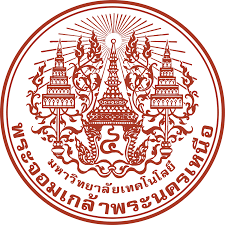 ๔
มหาวิทยาลัยเทคโนโลยี
พระจอมเกล้าพระนครเหนือ